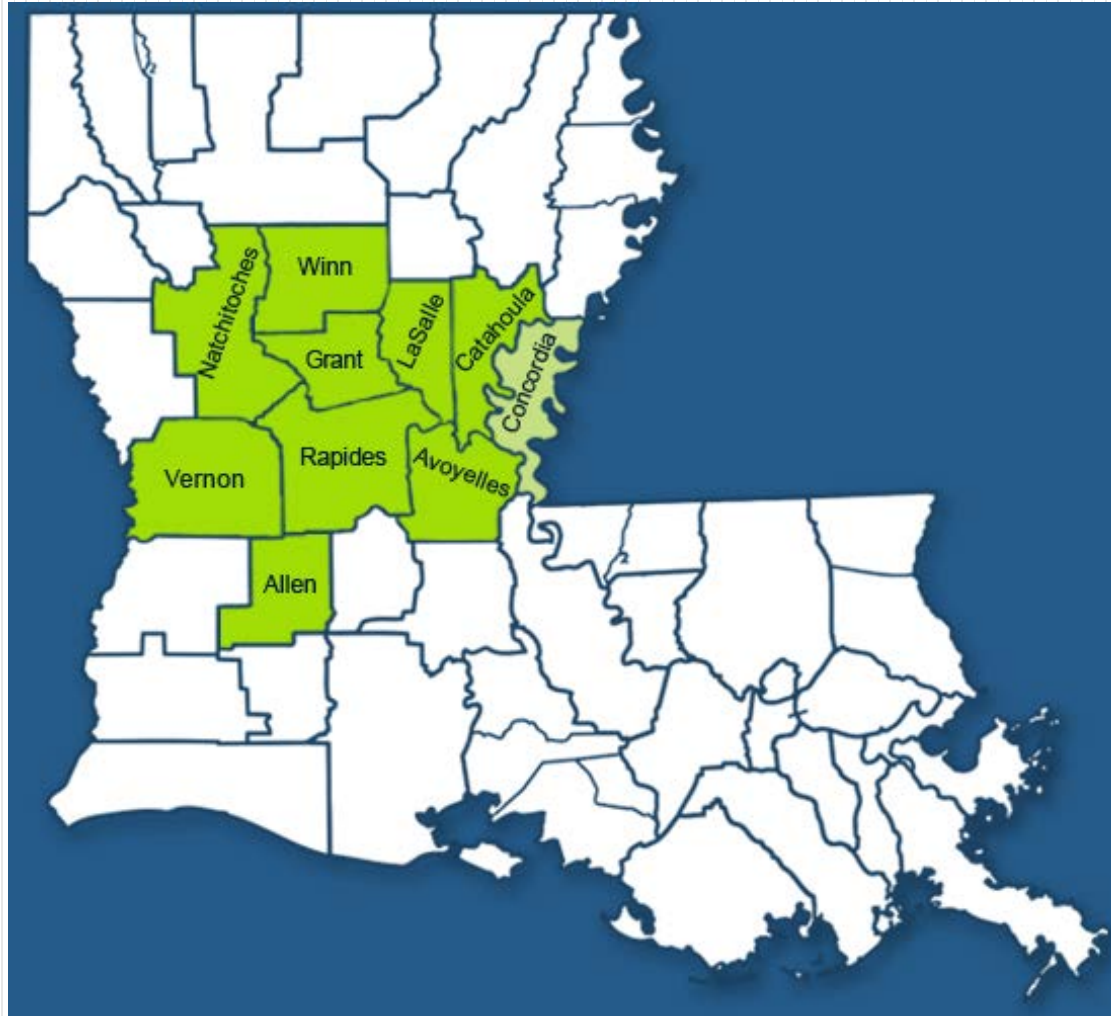 Winn
Natchitoches
LaSalle
Catahoula
Grant
Concordia
Rapides
Avoyelles
Vernon
Allen